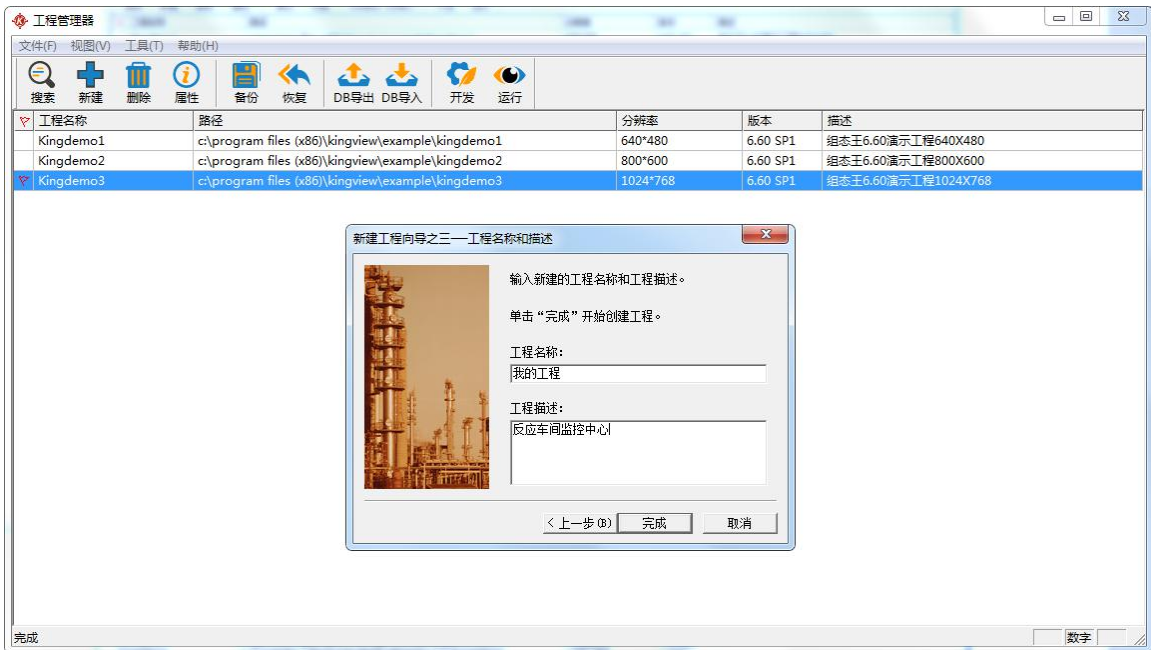 工程管理器
文件(F) 视图(V) 工具(T) 帮助(H)
搜索 新建 删除 属性 备份 恢复 DB导出 DB导入 开发 运行
工程名称 路径 分辨率 版本 描述
Kingdemo1 c:\program files (x86)\kingview\example\kingdemo1 640*480 6.60 SP1 组态王6.60演示工程640X480
Kingdemo2 c:\program files (x86)\kingview\example\kingdemo2 800*600 6.60 SP1 组态王6.60演示工程800X600
Kingdemo3 c:\program files (x86)\kingview\example\kingdemo3 1024*768 6.60 SP1 组态王6.60演示工程1024X768
新建工程向导之三——工程名称和描述
输入新建的工程名称和工程描述。
单击“完成”开始创建工程。
工程名称:
我的工程
工程描述:
反应车间监控中心
<上一步(B) 完成 取消
完成 数字